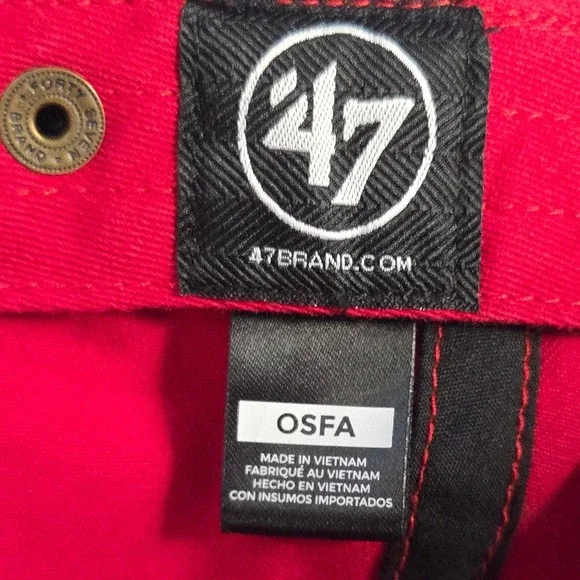 FORTY SEVEN
BRAND
'47
47BRAND.COM
OSFA
MADE IN VIETNAM
FABRIQUÉ AU VIETNAM
HECHO EN VIETNAM
CON INSUMOS IMPORTADOS